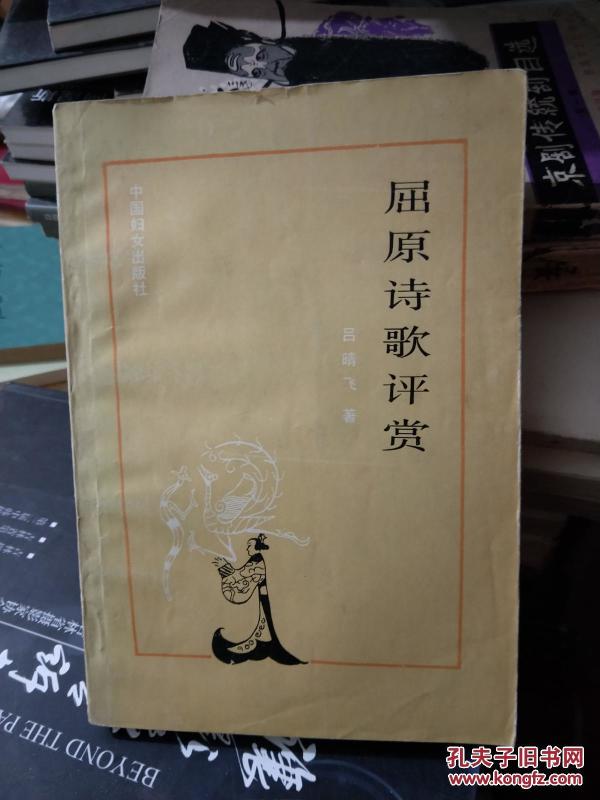 屈原诗歌评赏
吕晴飞 著
中国妇女出版社
京剧传统剧目选
BEYOND THE PA
孔夫子旧书网
www.kongfz.com